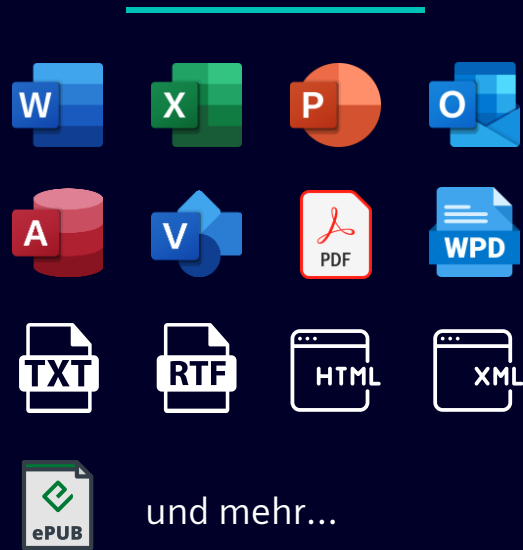 W X P O
A V PDF WPD
TXT RTF HTML XML
ePUB und mehr...